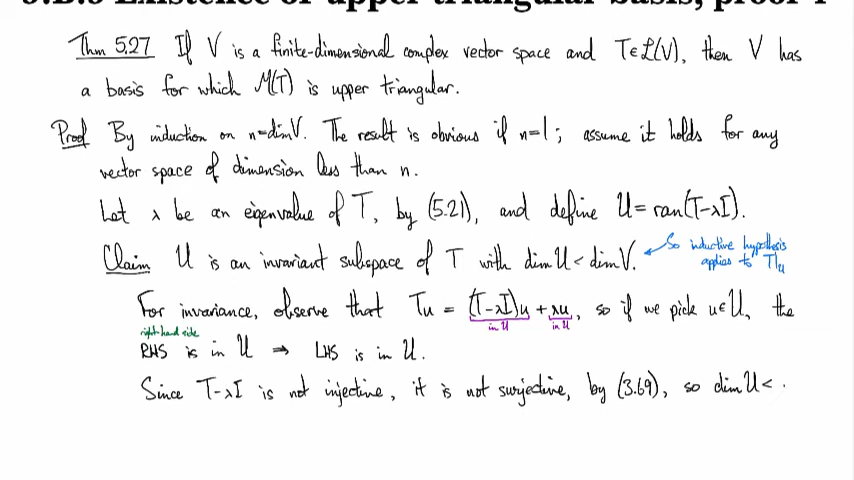 5.B.5 Existence of upper triangular basis, proof 1
Thm 5.27 If V is a finite-dimensional complex vector space and T∈ℒ(V), then V has
a basis for which M(T) is upper triangular.
Proof By induction on n=dimV. The result is obvious if n=1; assume it holds for any
vector space of dimension less than n.
Let λ be an eigenvalue of T, by (5.21), and define U=ran(T-λI).
Claim U is an invariant subspace of T with dim U < dim V.
So inductive hypothesis
applies to T|u
For invariance, observe that Tu = (T-λI)u + λu, so if we pick u∈U, the
in U in U
right-hand side
RHS is in U ⇒ LHS is in U.
Since T-λI is not injective, it is not surjective, by (3.69), so dim U <